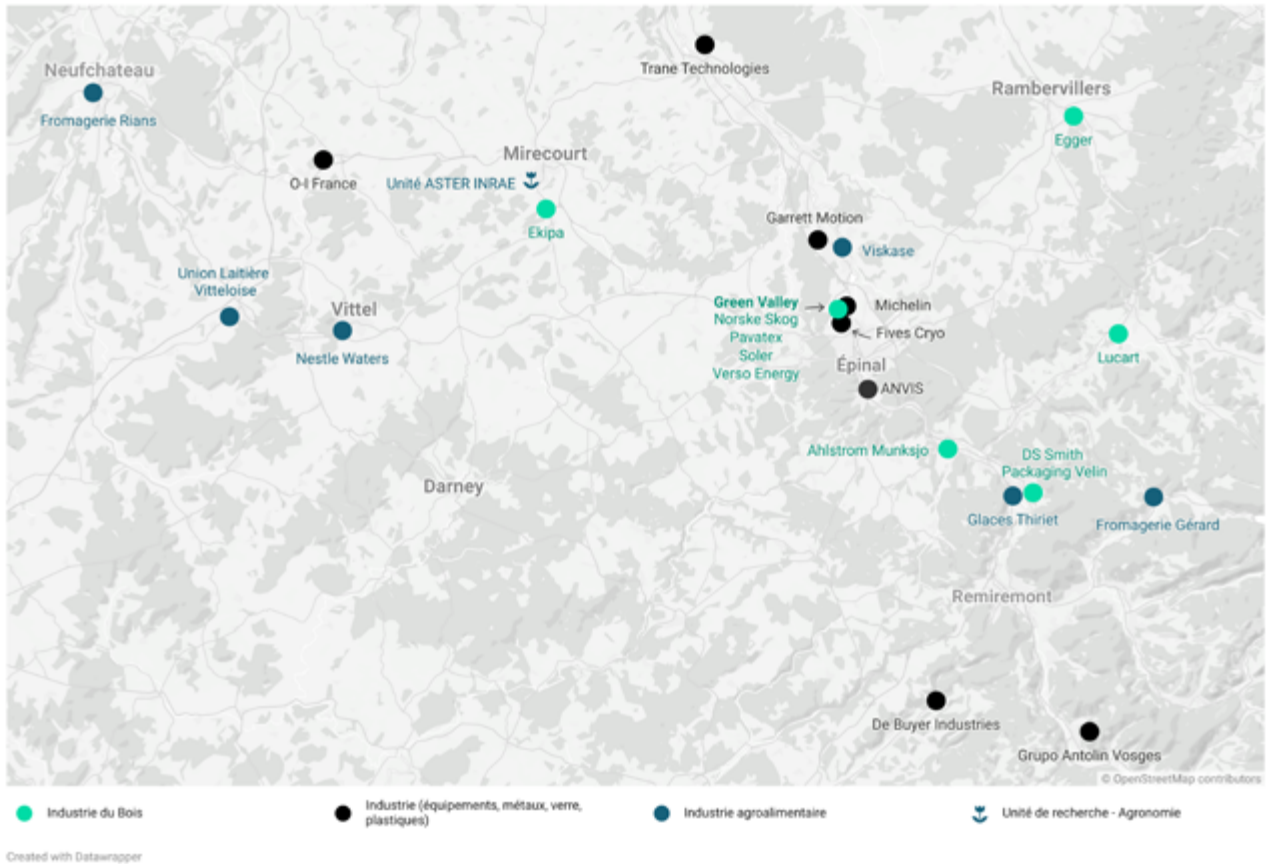 Trane Technologies
Neufchateau
Fromagerie Rians
Rambervillers
Egger
Mirecourt
O-I France
Unité ASTER INRAE
Ekipa
Garrett Motion
Viskase
Union Laitière
Vitteloise
Vittel
Nestle Waters
Green Valley
Norske Skog
Pavatex
Soler
Verso Energy
Michelin
Fives Cryo
Lucart
Épinal
ANVIS
Ahlstrom Munksjo
DS Smith
Packaging Velin
Darney
Glaces Thiriet
Fromagerie Gérard
Remiremont
De Buyer Industries
Grupo Antolin Vosges
© OpenStreetMap contributors
Industrie du Bois
Industrie (équipements, métaux, verre,
plastiques)
Industrie agroalimentaire
Unité de recherche - Agronomie
Created with Datawrapper